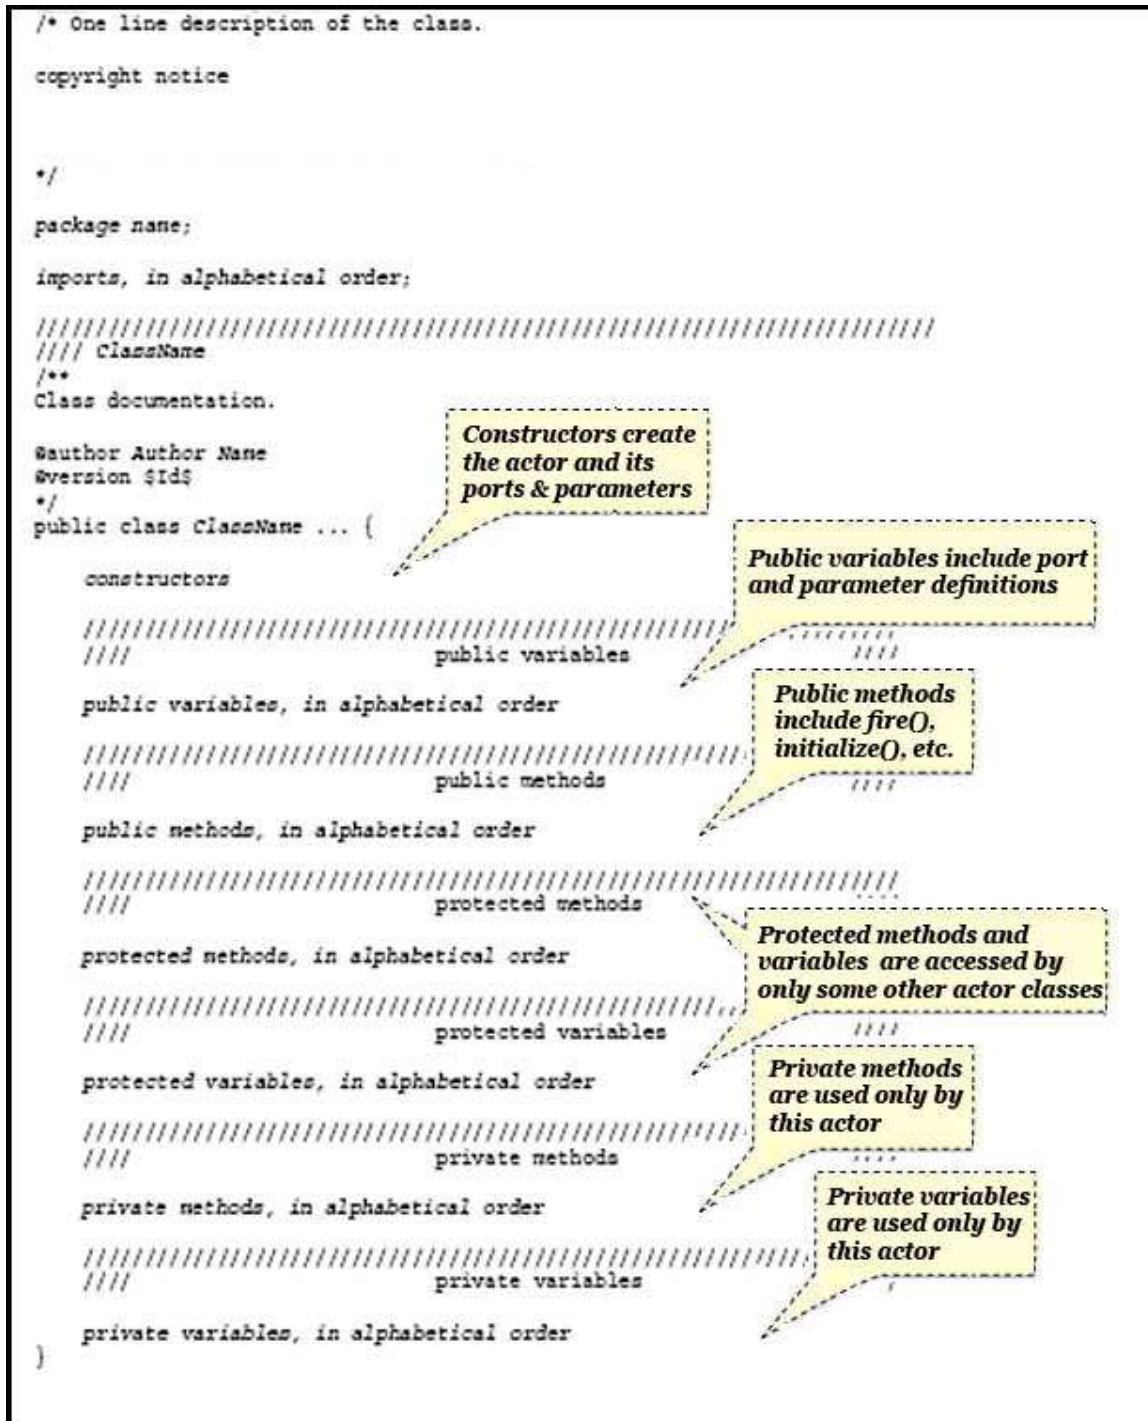 /* One line description of the class.
copyright notice
*/
package name;
imports, in alphabetical order;
//////////////////////////////////////////////////////////////////////////
//// ClassName
/**
Class documentation.
@author Author Name
@version $Id$
*/
public class ClassName ... {
constructors
Constructors create
the actor and its
ports & parameters
///////////////////////////////////////////////////////////////////
//// public variables ////
Public variables include port
and parameter definitions
public variables, in alphabetical order
///////////////////////////////////////////////////////////////////
//// public methods ////
Public methods
include fire(),
initialize(), etc.
public methods, in alphabetical order
///////////////////////////////////////////////////////////////////
//// protected methods
protected methods, in alphabetical order
Protected methods and
variables are accessed by
only some other actor classes
///////////////////////////////////////////////////////////////////
//// protected variables ////
protected variables, in alphabetical order
Private methods
are used only by
this actor
///////////////////////////////////////////////////////////////////
//// private methods
private methods, in alphabetical order
Private variables
are used only by
this actor
///////////////////////////////////////////////////////////////////
//// private variables
private variables, in alphabetical order
}